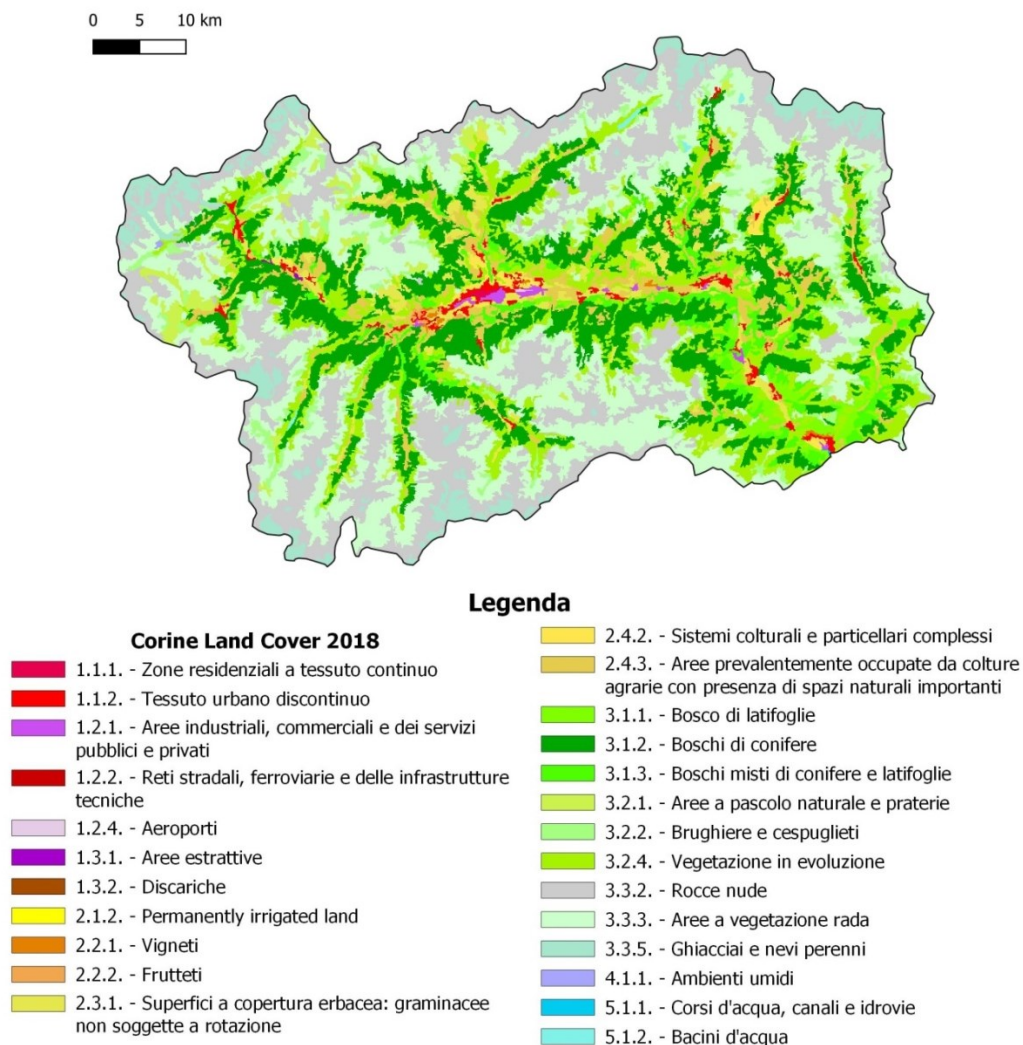 0 5 10 km
Legenda
Corine Land Cover 2018
1.1.1. - Zone residenziali a tessuto continuo
1.1.2. - Tessuto urbano discontinuo
1.2.1. - Aree industriali, commerciali e dei servizi
pubblici e privati
1.2.2. - Reti stradali, ferroviarie e delle infrastrutture
tecniche
1.2.4. - Aeroporti
1.3.1. - Aree estrattive
1.3.2. - Discariche
2.1.2. - Permanently irrigated land
2.2.1. - Vigneti
2.2.2. - Frutteti
2.3.1. - Superfici a copertura erbacea: graminacee
non soggette a rotazione
2.4.2. - Sistemi colturali e particellari complessi
2.4.3. - Aree prevalentemente occupate da colture
agrarie con presenza di spazi naturali importanti
3.1.1. - Bosco di latifoglie
3.1.2. - Boschi di conifere
3.1.3. - Boschi misti di conifere e latifoglie
3.2.1. - Aree a pascolo naturale e praterie
3.2.2. - Brughiere e cespuglieti
3.2.4. - Vegetazione in evoluzione
3.3.2. - Rocce nude
3.3.3. - Aree a vegetazione rada
3.3.5. - Ghiacciai e nevi perenni
4.1.1. - Ambienti umidi
5.1.1. - Corsi d'acqua, canali e idrovie
5.1.2. - Bacini d'acqua